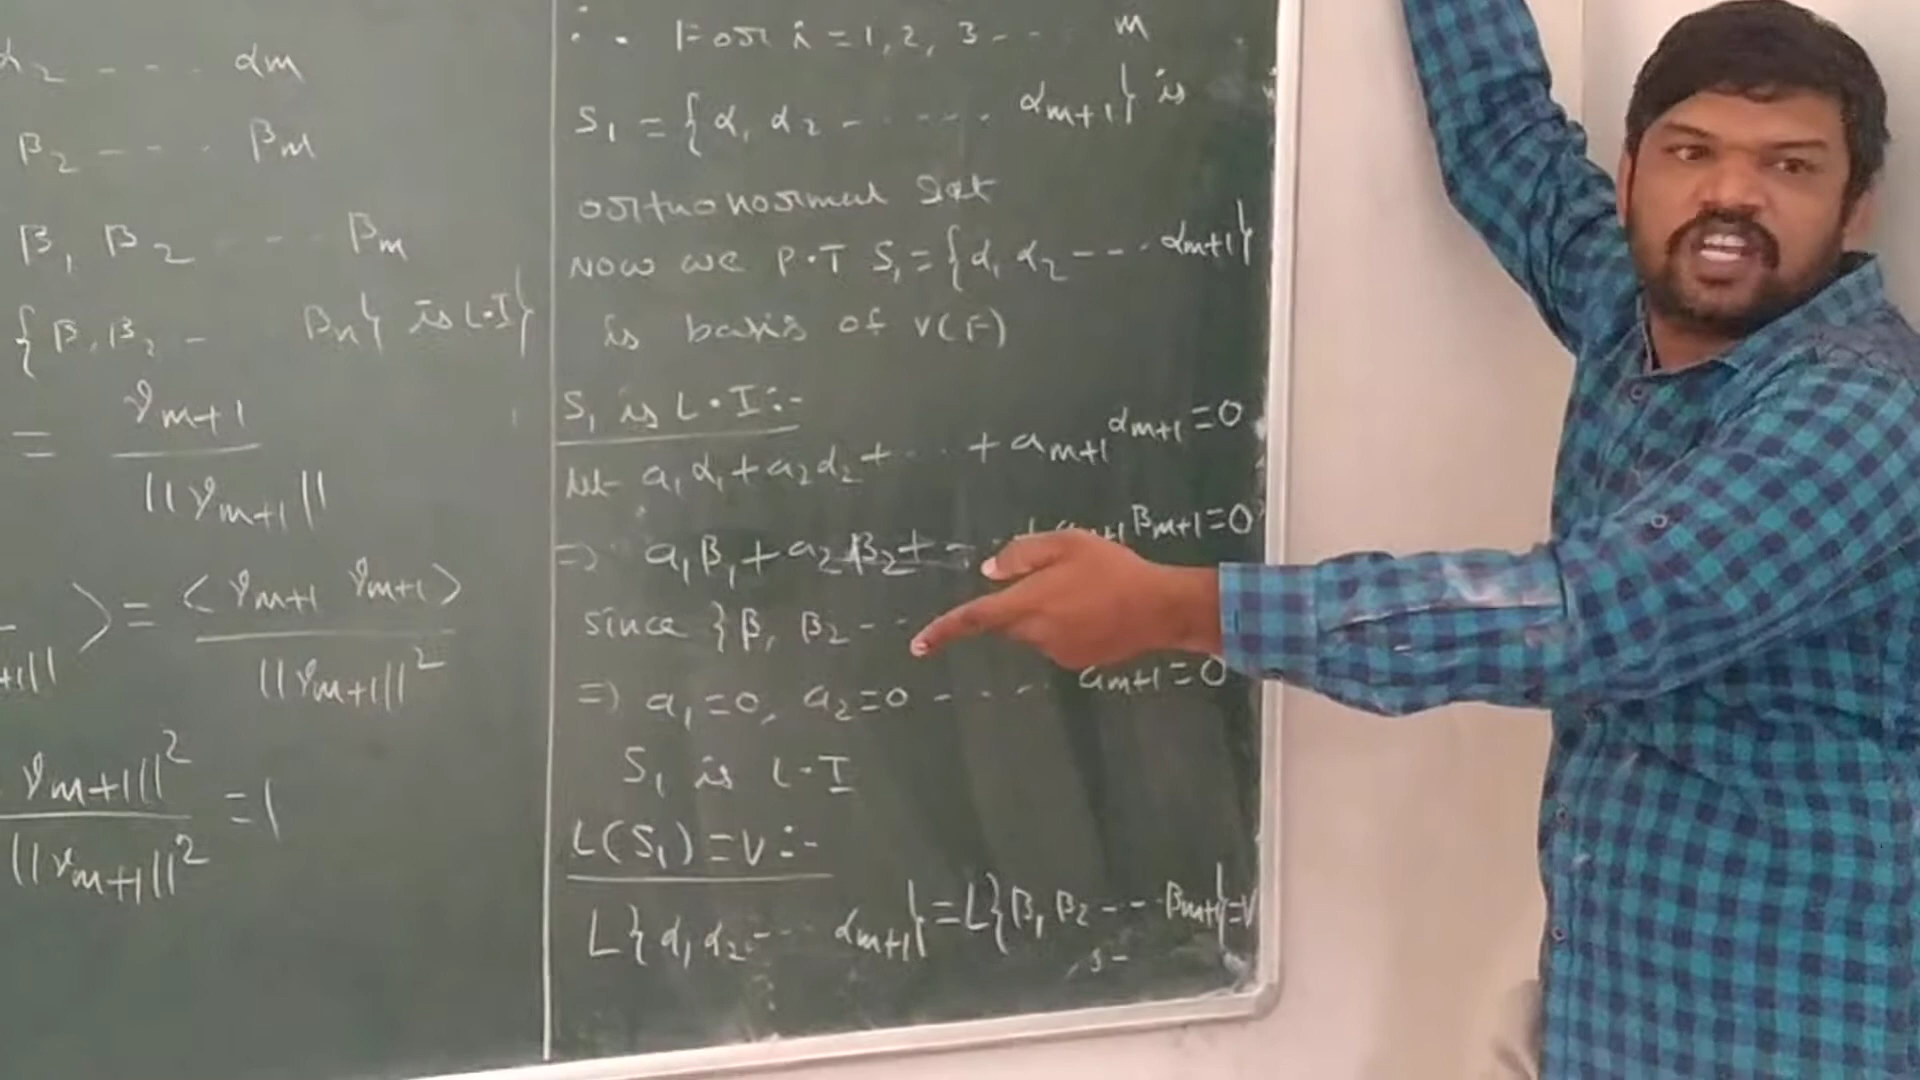 α₂ - - - αm
β₂ - - - βm
β₁ β₂ - - - βm
{β₁ β₂ - βn} is L.I}
= γm+1 / ||γm+1||
⟩ = ⟨γm+1 γm+1⟩ / ||γm+1||²
γm+1||² / ||γm+1||² = 1
∴ For i = 1, 2, 3 - - - m
S₁ = {α₁ α₂ - - - - - αm+1} is
orthonormal Set
NOW we P.T S₁ = {α₁ α₂ - - - αm+1}
is basis of V(F)
S₁ is L.I :-
let a₁α₁ + a₂α₂ + - - - + am+1 αm+1 = 0
=> a₁β₁ + a₂β₂ + - - + am+1 βm+1 = 0
since {β₁ β₂ - -
=> a₁=0, a₂=0 - - - - am+1=0
S₁ is L.I
L(S₁) = V :-
L{α₁ α₂ - - - αm+1} = L{β₁ β₂ - - - βm+1} = V